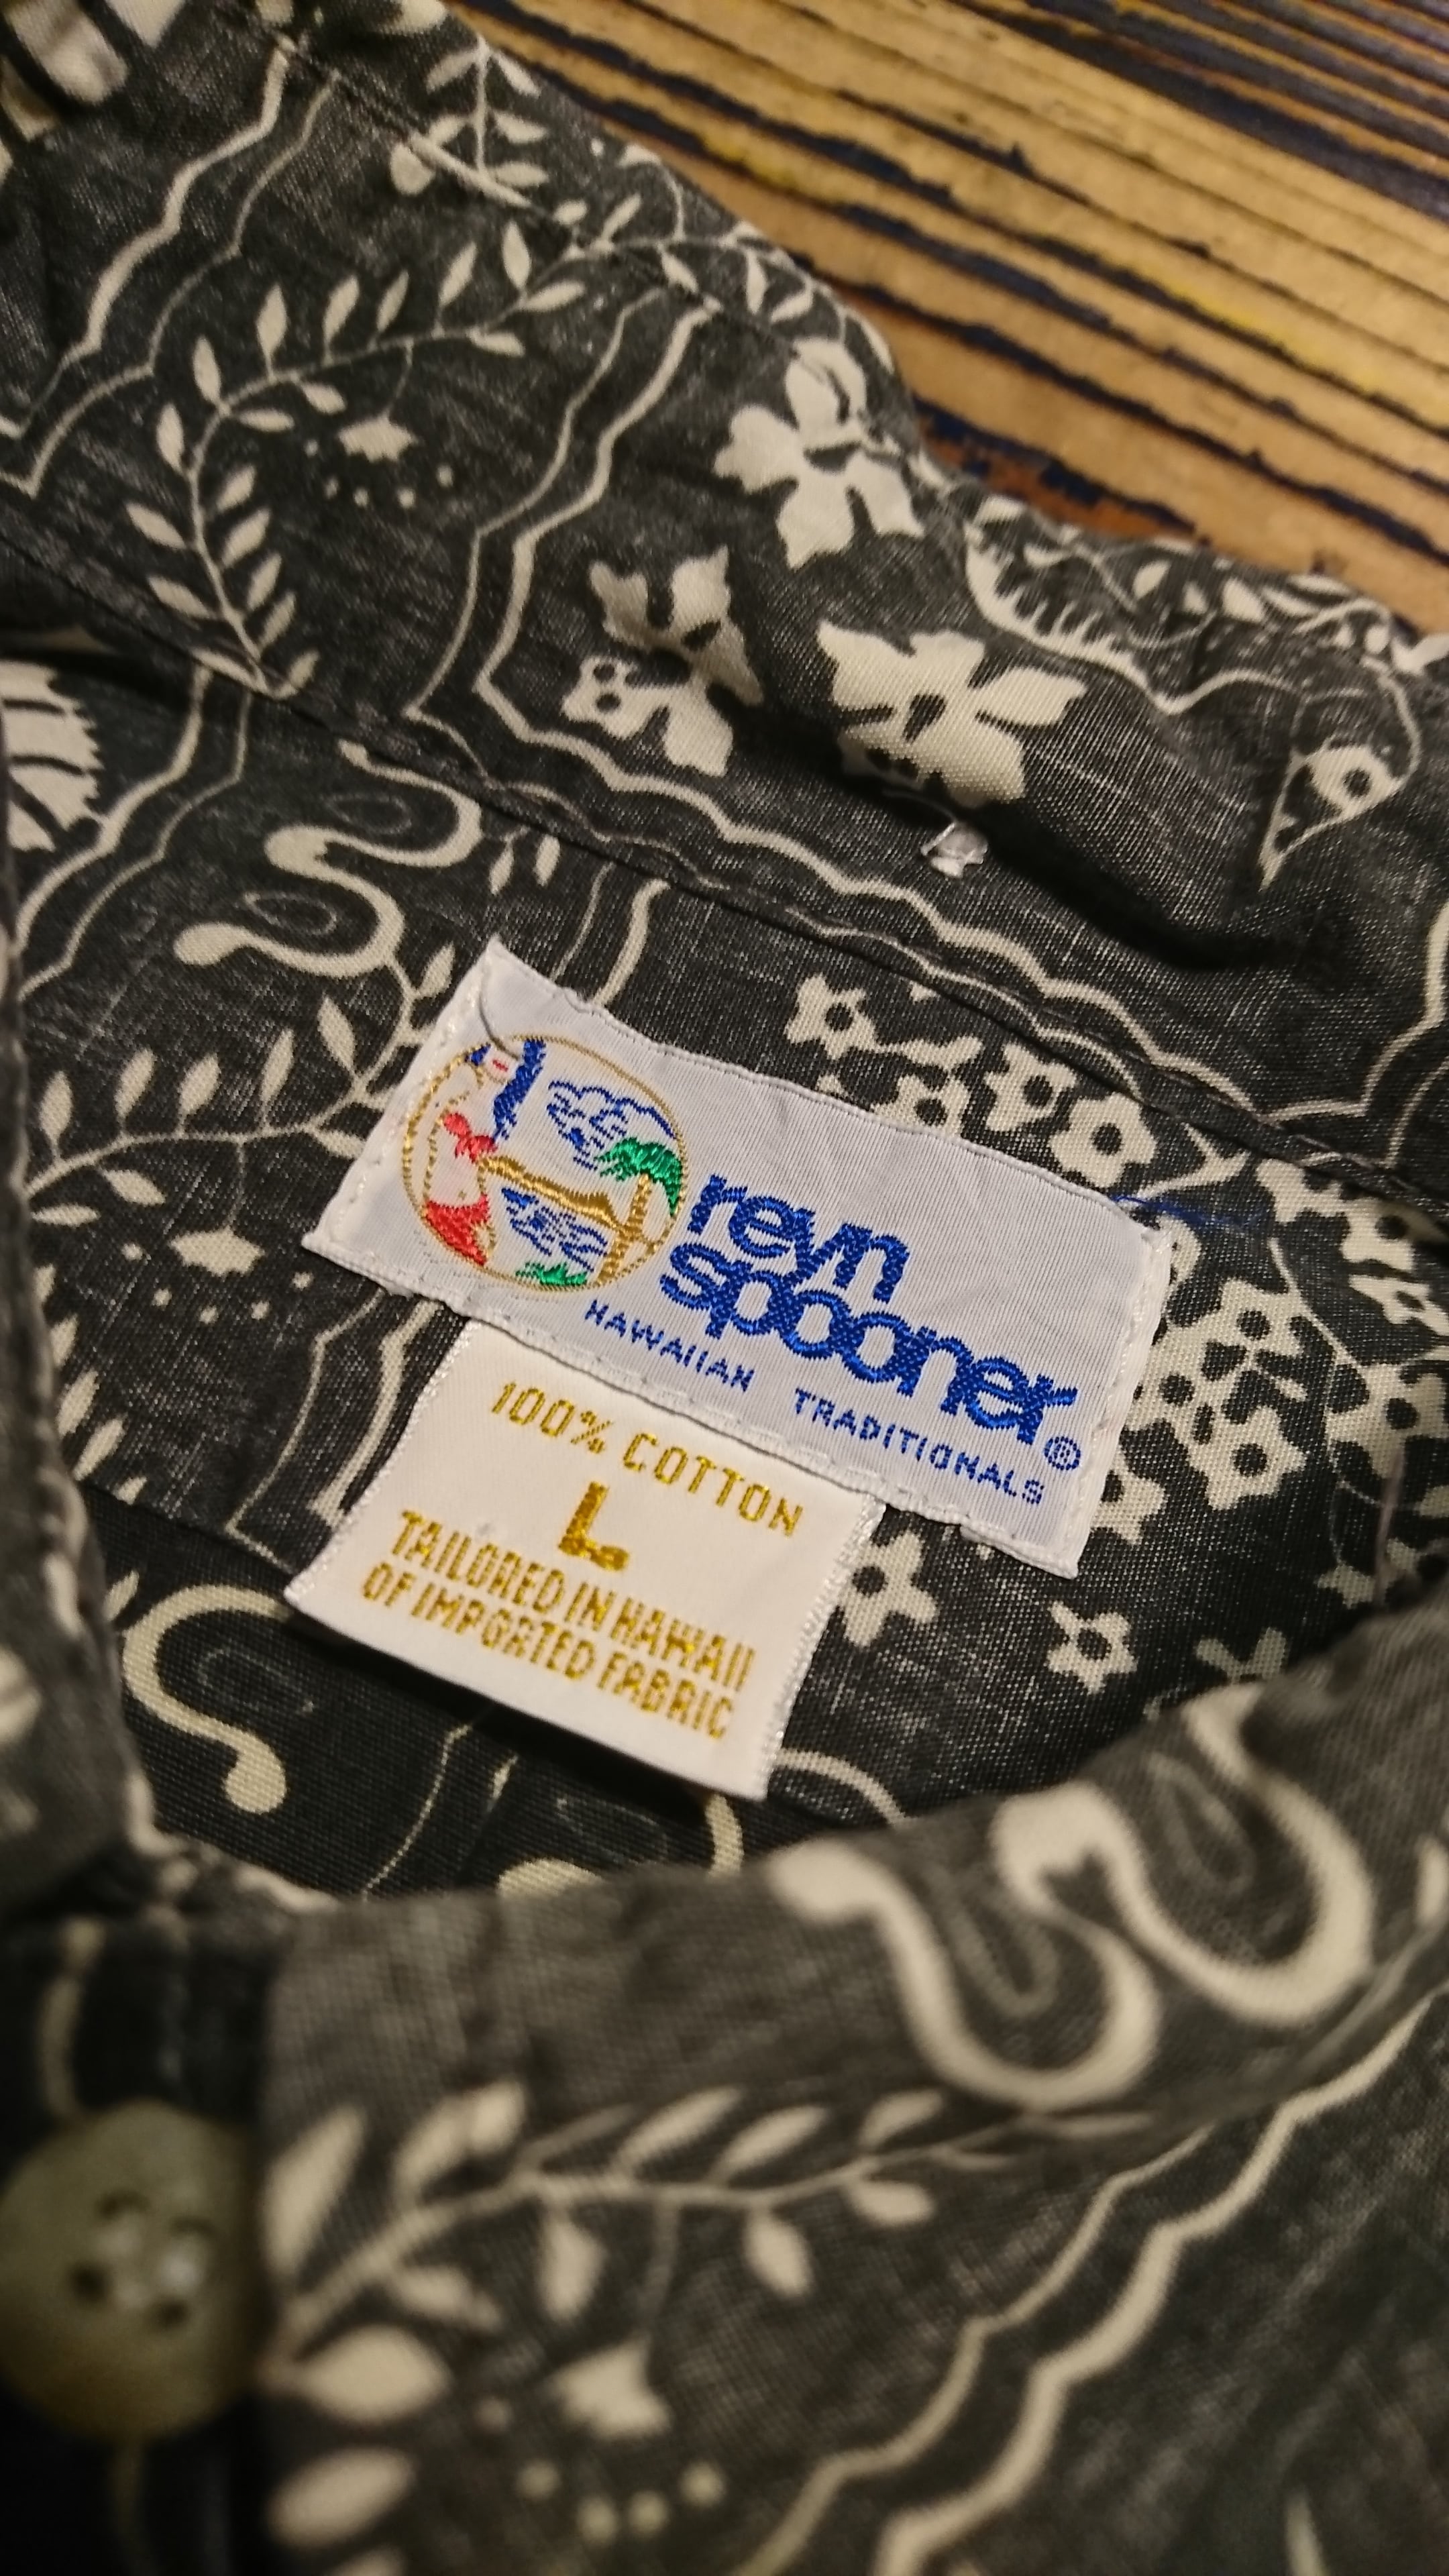 reyn
spooner®
HAWAIIAN TRADITIONALS
100% COTTON
L
TAILORED IN HAWAII
OF IMPORTED FABRIC